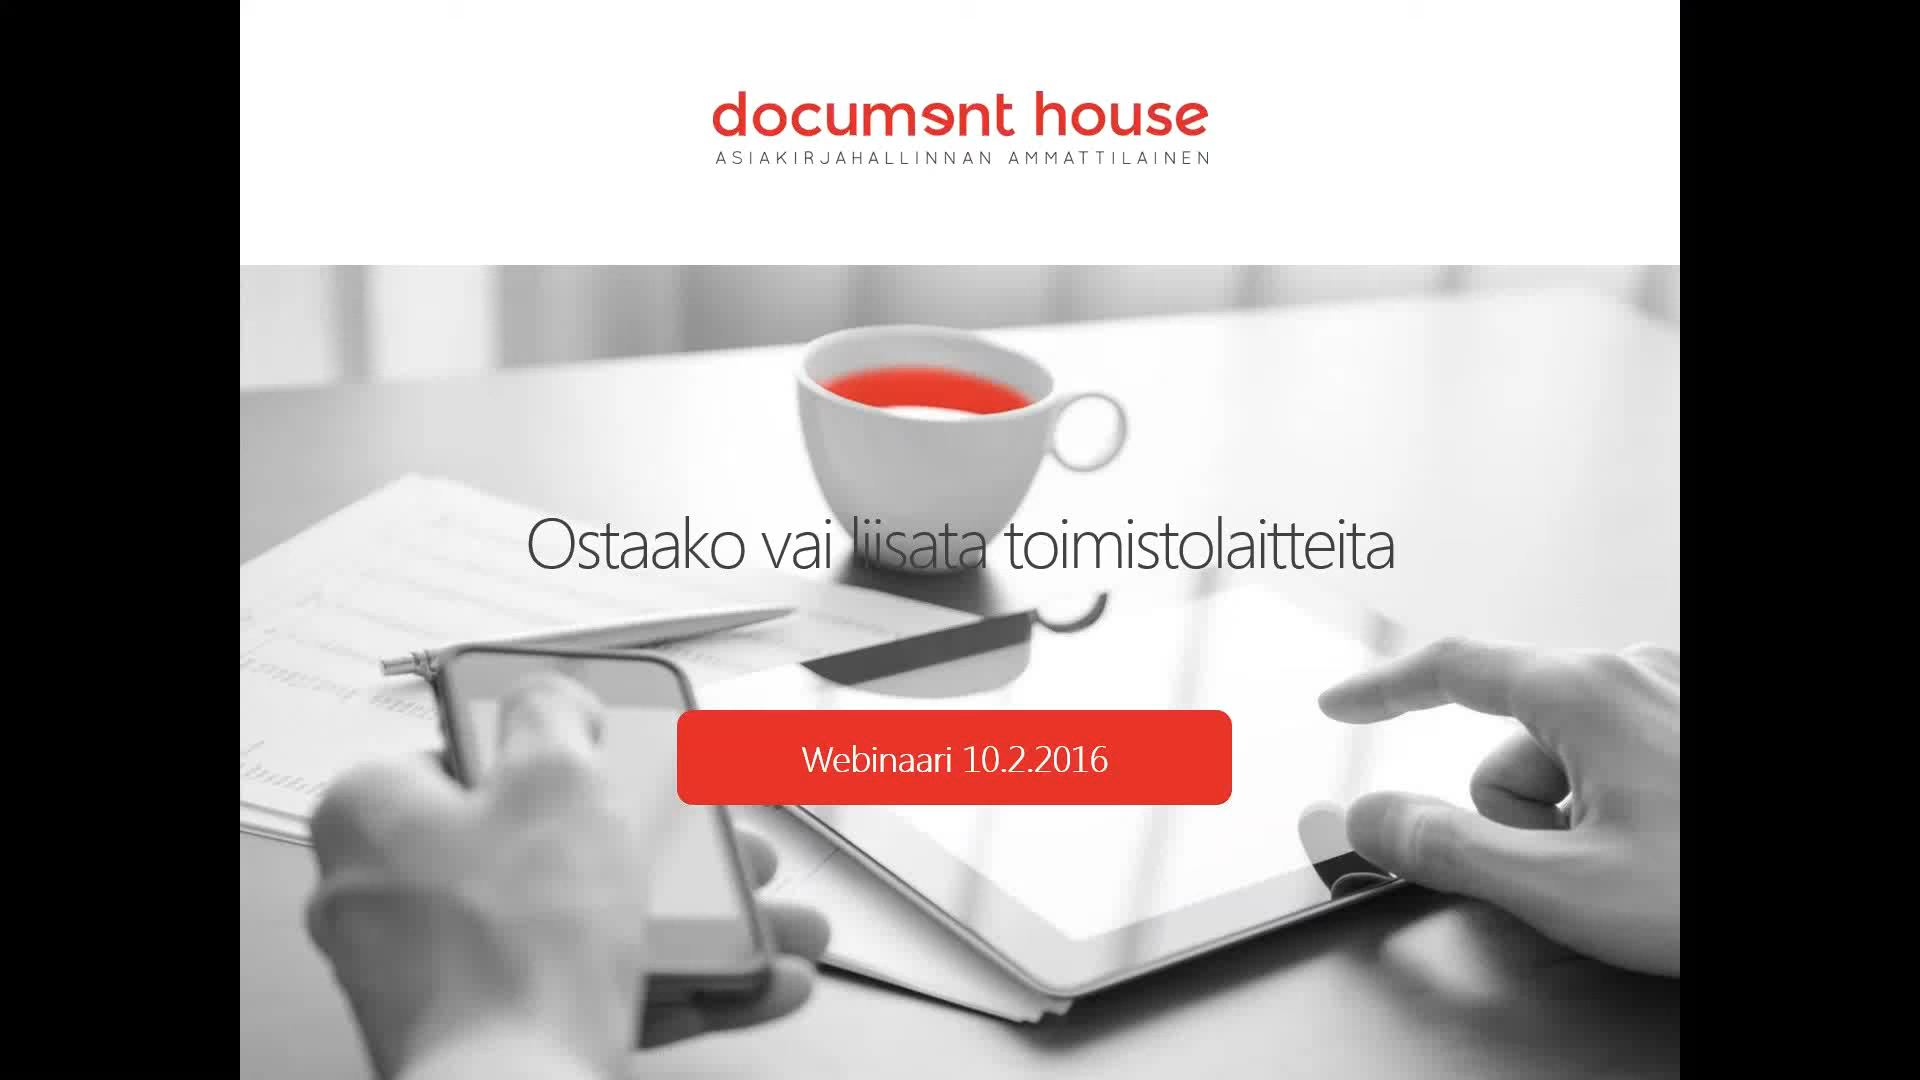 document house
ASIAKIRJAHALLINNAN AMMATTILAINEN
Ostaako vai liisata toimistolaitteita
Webinaari 10.2.2016